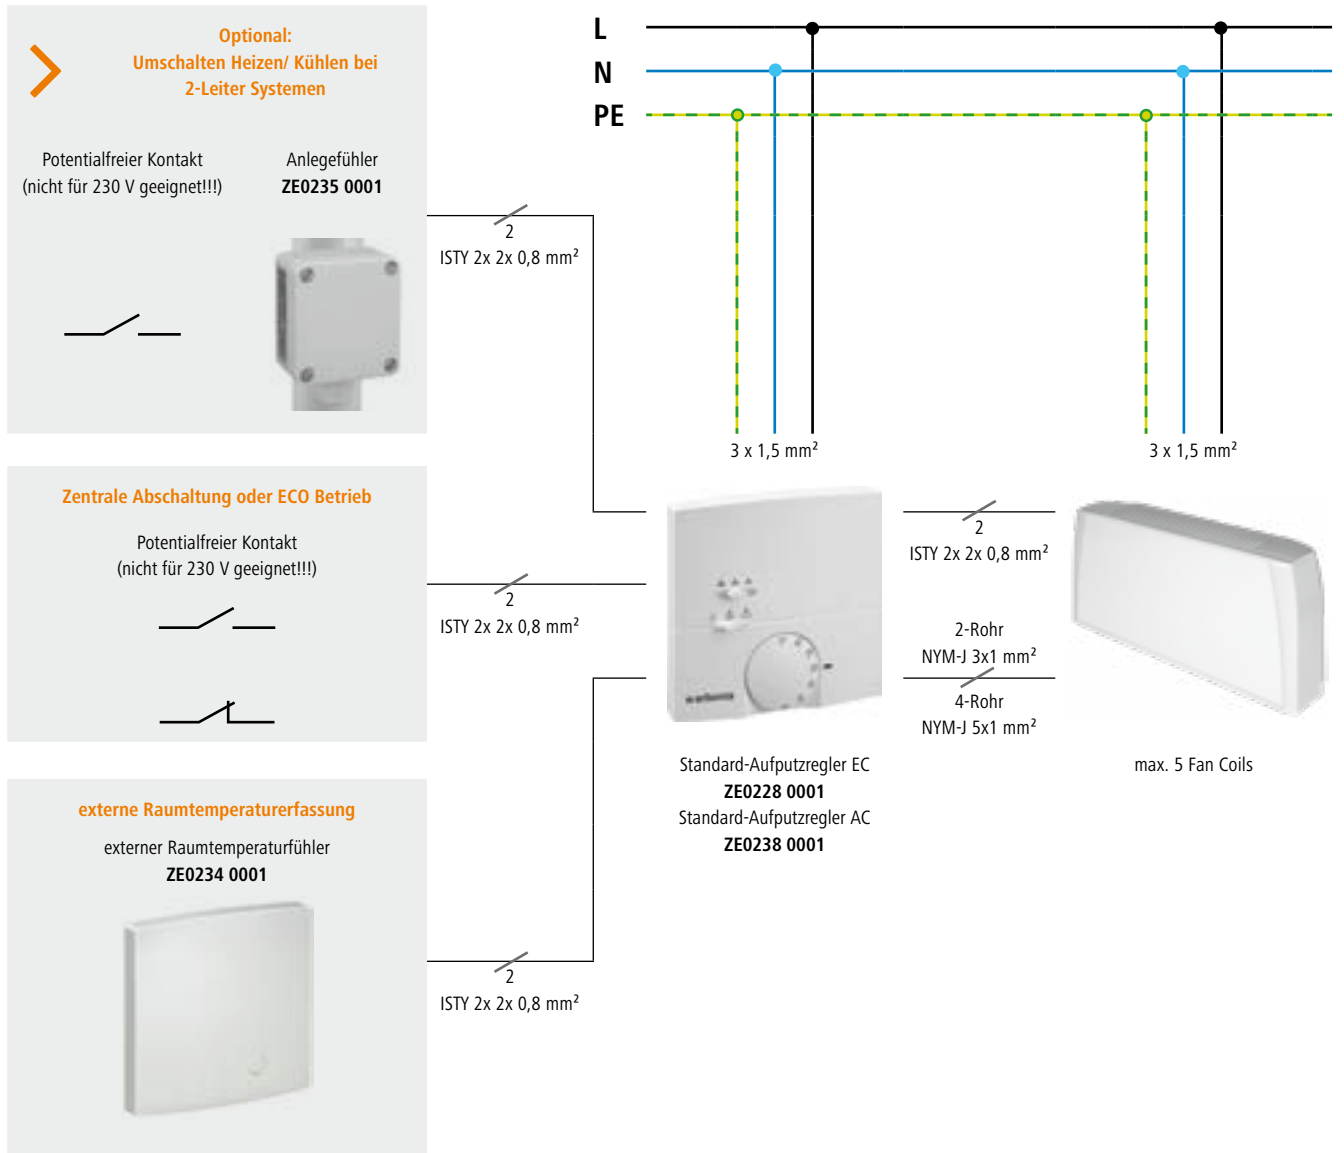 Optional:
Umschalten Heizen/ Kühlen bei
2-Leiter Systemen
Potentialfreier Kontakt
(nicht für 230 V geeignet!!!)
Anlegefühler
ZE0235 0001
2
ISTY 2x 2x 0,8 mm²
Zentrale Abschaltung oder ECO Betrieb
Potentialfreier Kontakt
(nicht für 230 V geeignet!!!)
2
ISTY 2x 2x 0,8 mm²
externe Raumtemperaturerfassung
externer Raumtemperaturfühler
ZE0234 0001
2
ISTY 2x 2x 0,8 mm²
L
N
PE
3 x 1,5 mm²
3 x 1,5 mm²
Standard-Aufputzregler EC
ZE0228 0001
Standard-Aufputzregler AC
ZE0238 0001
2
ISTY 2x 2x 0,8 mm²
2-Rohr
NYM-J 3x1 mm²
4-Rohr
NYM-J 5x1 mm²
max. 5 Fan Coils